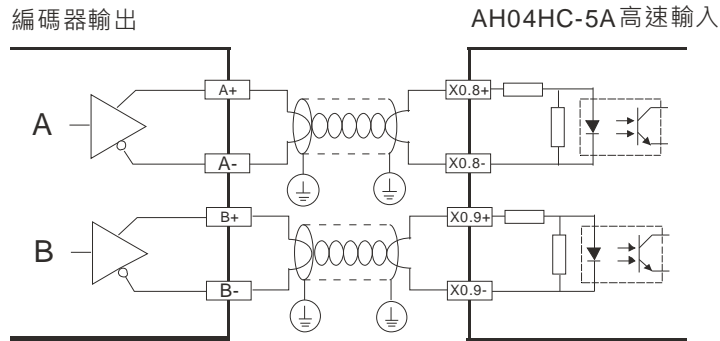 編碼器輸出
AH04HC-5A高速輸入
A
A+
X0.8+
A-
X0.8-
B
B+
X0.9+
B-
X0.9-